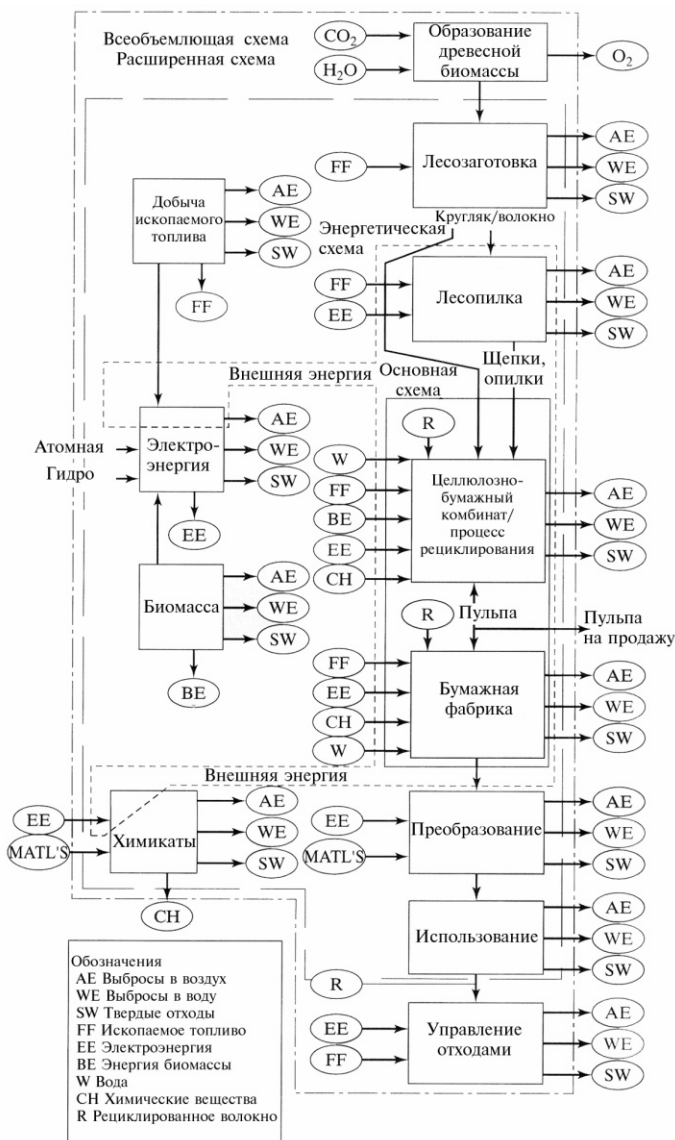 Всеобъемлющая схема
Расширенная схема
CO₂
H₂O
Образование
древесной
биомассы
O₂
FF
Лесозаготовка
AE
WE
SW
Добыча
ископаемого
топлива
AE
WE
SW
FF
Энергетическая
схема
Кругляк/волокно
FF
EE
Лесопилка
AE
WE
SW
Внешняя энергия
Основная
схема
Щепки,
опилки
Атомная
Гидро
Электро-
энергия
AE
WE
SW
EE
R
W
FF
BE
EE
CH
Целлюлозно-
бумажный
комбинат/
процесс
рециклирования
AE
WE
SW
Биомасса
AE
WE
SW
BE
R
Пульпа
Пульпа
на продажу
FF
EE
CH
W
Бумажная
фабрика
AE
WE
SW
Внешняя энергия
EE
MATL'S
Химикаты
AE
WE
SW
CH
EE
MATL'S
Преобразование
AE
WE
SW
Использование
AE
WE
SW
R
EE
FF
Управление
отходами
AE
WE
SW
Обозначения
AE Выбросы в воздух
WE Выбросы в воду
SW Твердые отходы
FF Ископаемое топливо
EE Электроэнергия
BE Энергия биомассы
W Вода
CH Химические вещества
R Рециклированное волокно